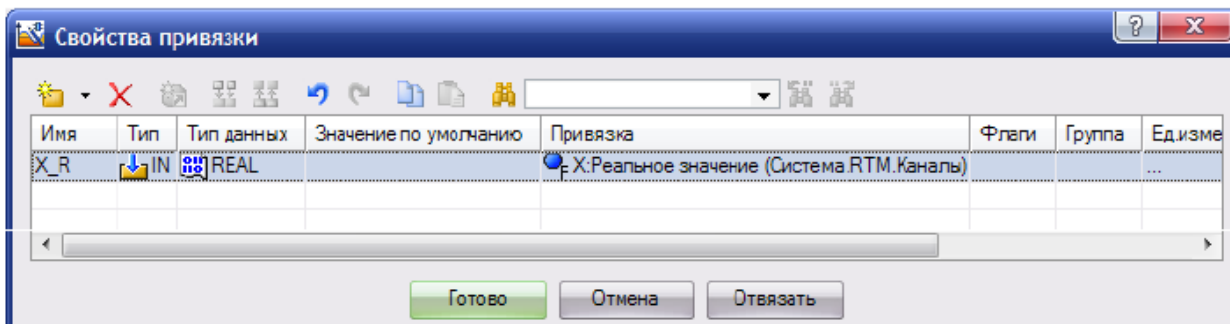 Свойства привязки
Имя Тип Тип данных Значение по умолчанию Привязка Флаги Группа Ед.изме
X_R IN REAL X:Реальное значение (Система.RTM.Каналы) ...
Готово Отмена Отвязать